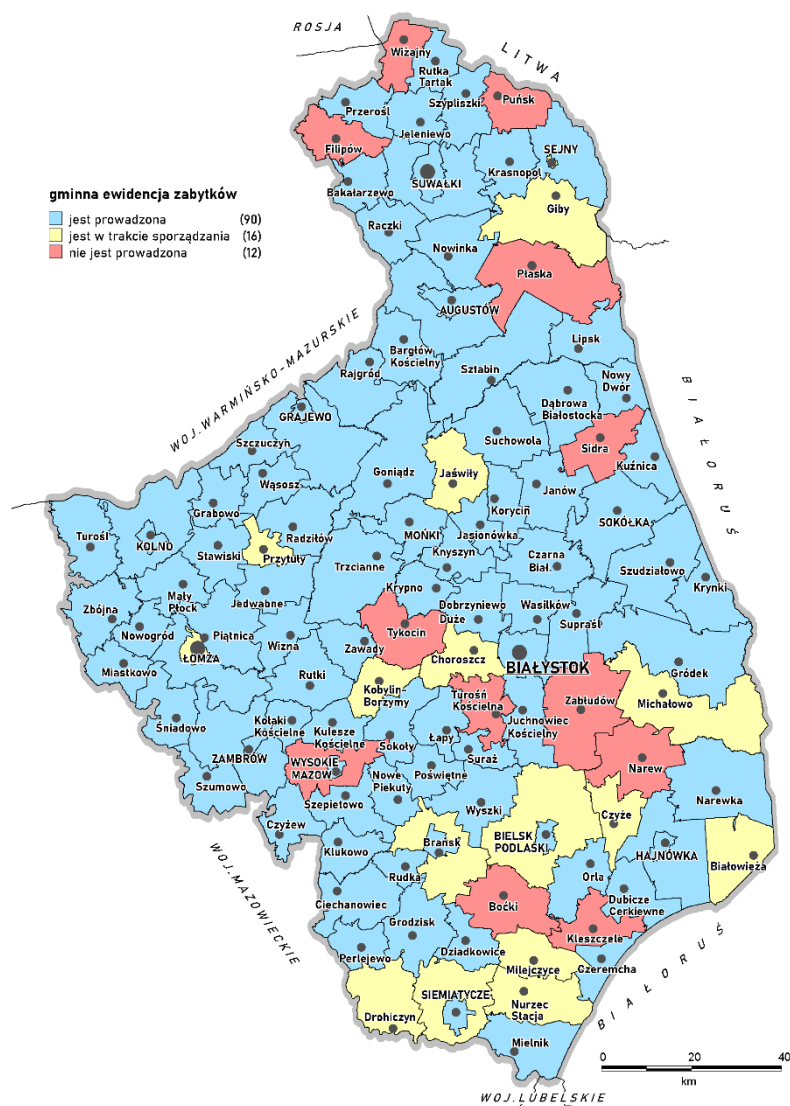 ROSJA
LITWA
Wiżajny
Rutka
Tartak
Szypliszki
Puńsk
Przerośl
Jeleniewo
Filipów
SEJNY
Krasnopol
SUWAŁKI
Bakałarzewo
gminna ewidencja zabytków
jest prowadzona (90)
jest w trakcie sporządzania (16)
nie jest prowadzona (12)
Giby
Raczki
Nowinka
Płaska
AUGUSTÓW
WOJ. WARMIŃSKO-MAZURSKIE
Bargłów
Kościelny
Lipsk
Rajgród
Sztabin
Nowy
Dwór
BIAŁORUŚ
Dąbrowa
Białostocka
GRAJEWO
Szczuczyn
Suchowola
Sidra
Kuźnica
Goniądz
Jaświły
Wąsosz
Janów
Grabowo
Korycin
SOKÓŁKA
Turośl
KOLNO
Radziłów
MOŃKI
Jasionówka
Stawiski
Przytuły
Trzcianne
Knyszyn
Czarna
Biał.
Szudziałowo
Krynki
Mały
Płock
Jedwabne
Krypno
Zbójna
Dobrzyniewo
Duże
Wasilków
Supraśl
Nowogród
Piątnica
Wizna
Tykocin
Zawady
ŁOMŻA
Choroszcz
BIAŁYSTOK
Miastkowo
Gródek
Rutki
Kobylin-
Borzymy
Turośń
Kościelna
Zabłudów
Michałowo
Śniadowo
Kołaki
Kościelne
Kulesze
Kościelne
Juchnowiec
Kościelny
Łapy
Sokoły
Suraż
ZAMBRÓW
WYSOKIE
MAZOW.
Narew
Nowe
Piekuty
Poświętne
Szumowo
Szepietowo
Wyszki
Narewka
Czyżew
Czyże
BIELSK
PODLASKI
Brańsk
Klukowo
HAJNÓWKA
Białowieża
WOJ. MAZOWIECKIE
Rudka
Orla
Ciechanowiec
Boćki
Dubicze
Cerkiewne
Grodzisk
Kleszczele
Perlejewo
Dziadkowice
Milejczyce
Czeremcha
BIAŁORUŚ
SIEMIATYCZE
Nurzec
Stacja
Drohiczyn
Mielnik
0 20 40
km
WOJ. LUBELSKIE